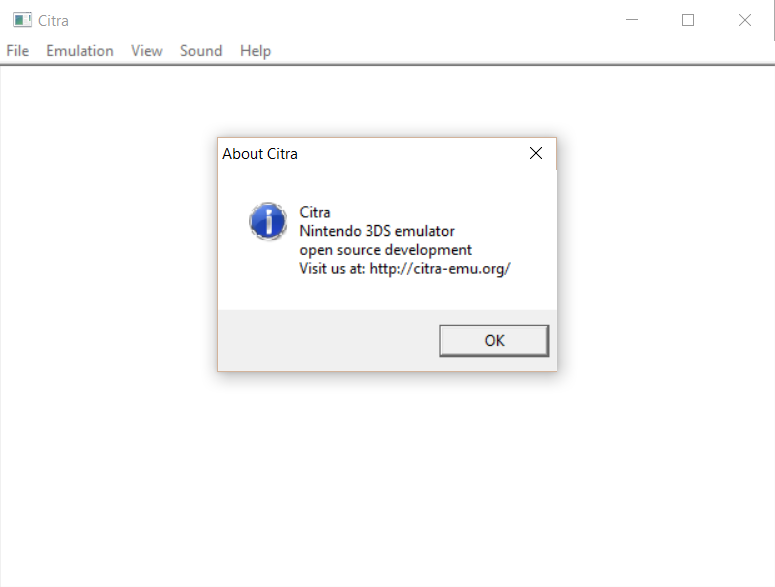 Citra
File Emulation View Sound Help
About Citra
Citra
Nintendo 3DS emulator
open source development
Visit us at: http://citra-emu.org/
OK